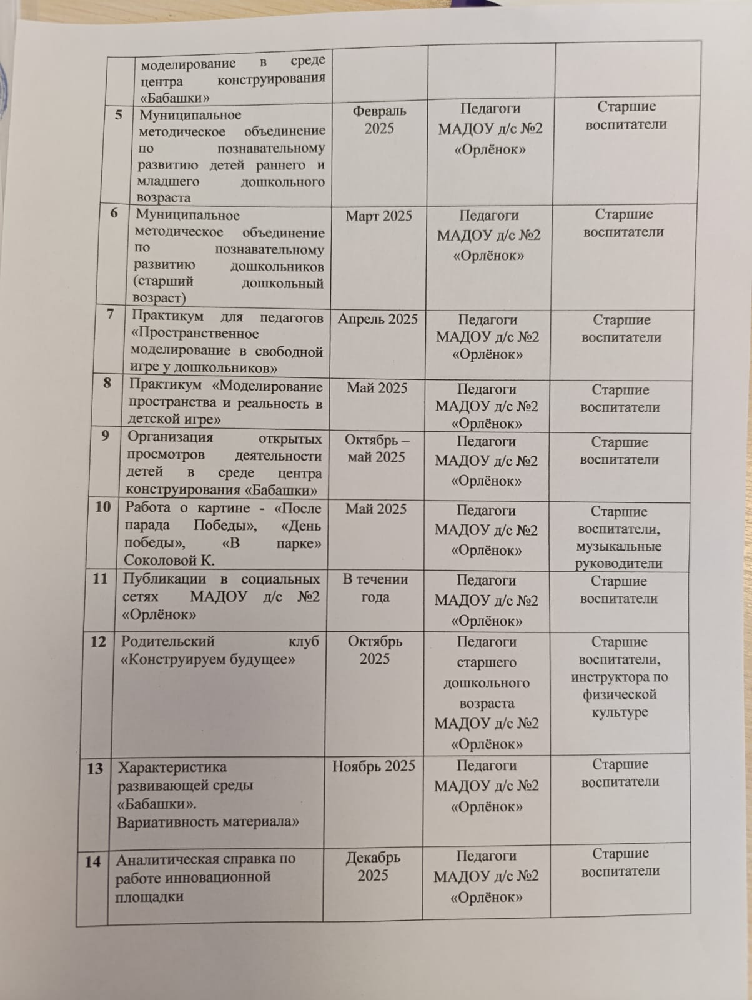 моделирование в среде
центра конструирования
«Бабашки»
5 Муниципальное Февраль Педагоги Старшие
методическое объединение 2025 МАДОУ д/с №2 воспитатели
по познавательному «Орлёнок»
развитию детей раннего и
младшего дошкольного
возраста
6 Муниципальное Март 2025 Педагоги Старшие
методическое объединение МАДОУ д/с №2 воспитатели
по познавательному «Орлёнок»
развитию дошкольников
(старший дошкольный
возраст)
7 Практикум для педагогов Апрель 2025 Педагоги Старшие
«Пространственное МАДОУ д/с №2 воспитатели
моделирование в свободной «Орлёнок»
игре у дошкольников»
8 Практикум «Моделирование Май 2025 Педагоги Старшие
пространства и реальность в МАДОУ д/с №2 воспитатели
детской игре» «Орлёнок»
9 Организация открытых Октябрь – Педагоги Старшие
просмотров деятельности май 2025 МАДОУ д/с №2 воспитатели
детей в среде центра «Орлёнок»
конструирования «Бабашки»
10 Работа о картине - «После Май 2025 Педагоги Старшие
парада Победы», «День МАДОУ д/с №2 воспитатели,
победы», «В парке» «Орлёнок» музыкальные
Соколовой К. руководители
11 Публикации в социальных В течении Педагоги Старшие
сетях МАДОУ д/с №2 года МАДОУ д/с №2 воспитатели
«Орлёнок» «Орлёнок»
12 Родительский клуб Октябрь Педагоги Старшие
«Конструируем будущее» 2025 старшего воспитатели,
дошкольного инструктора по
возраста физической
МАДОУ д/с №2 культуре
«Орлёнок»
13 Характеристика Ноябрь 2025 Педагоги Старшие
развивающей среды МАДОУ д/с №2 воспитатели
«Бабашки». «Орлёнок»
Вариативность материала»
14 Аналитическая справка по Декабрь Педагоги Старшие
работе инновационной 2025 МАДОУ д/с №2 воспитатели
площадки «Орлёнок»